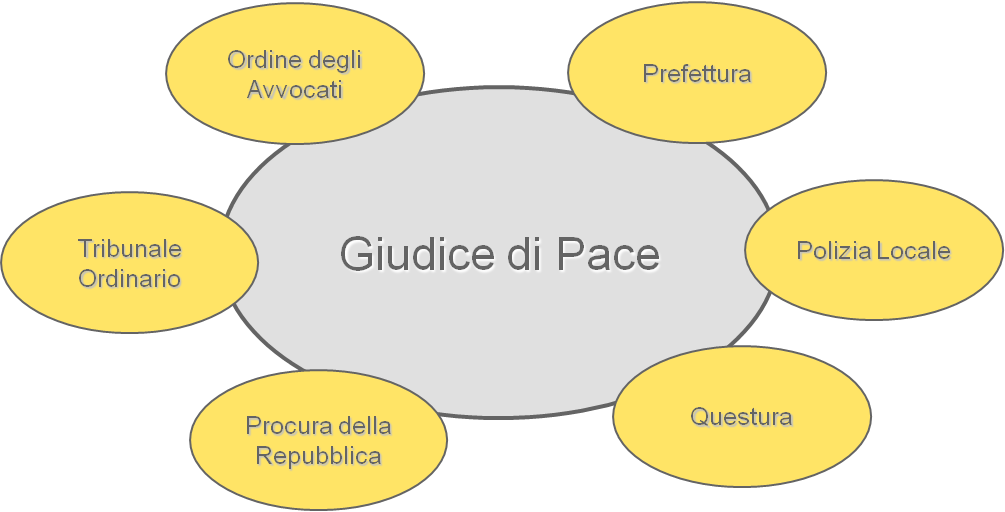 Ordine degli
Avvocati
Prefettura
Tribunale
Ordinario
Giudice di Pace
Polizia Locale
Procura della
Repubblica
Questura